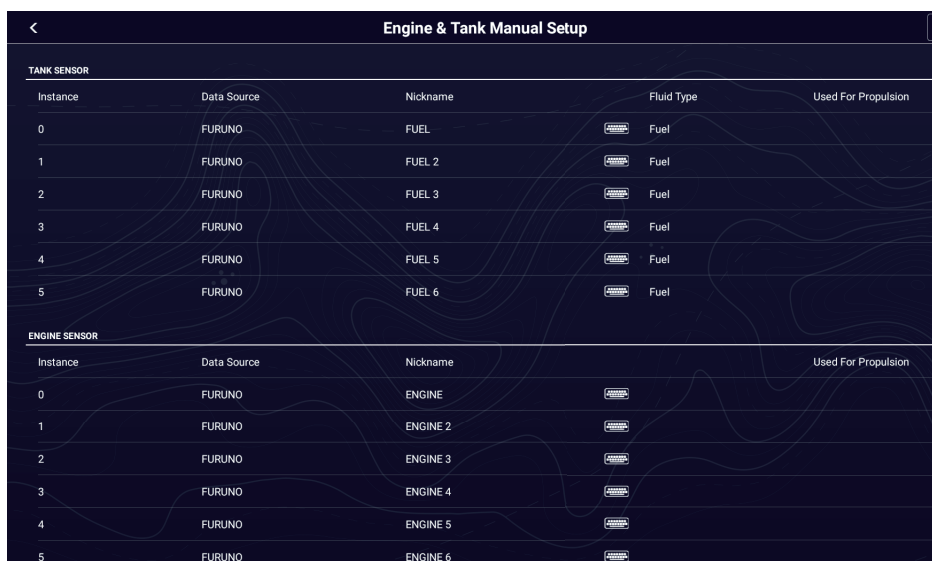 Engine & Tank Manual Setup
TANK SENSOR
Instance Data Source Nickname Fluid Type Used For Propulsion
0 FURUNO FUEL Fuel
1 FURUNO FUEL 2 Fuel
2 FURUNO FUEL 3 Fuel
3 FURUNO FUEL 4 Fuel
4 FURUNO FUEL 5 Fuel
5 FURUNO FUEL 6 Fuel
ENGINE SENSOR
Instance Data Source Nickname Used For Propulsion
0 FURUNO ENGINE
1 FURUNO ENGINE 2
2 FURUNO ENGINE 3
3 FURUNO ENGINE 4
4 FURUNO ENGINE 5
5 FURUNO ENGINE 6